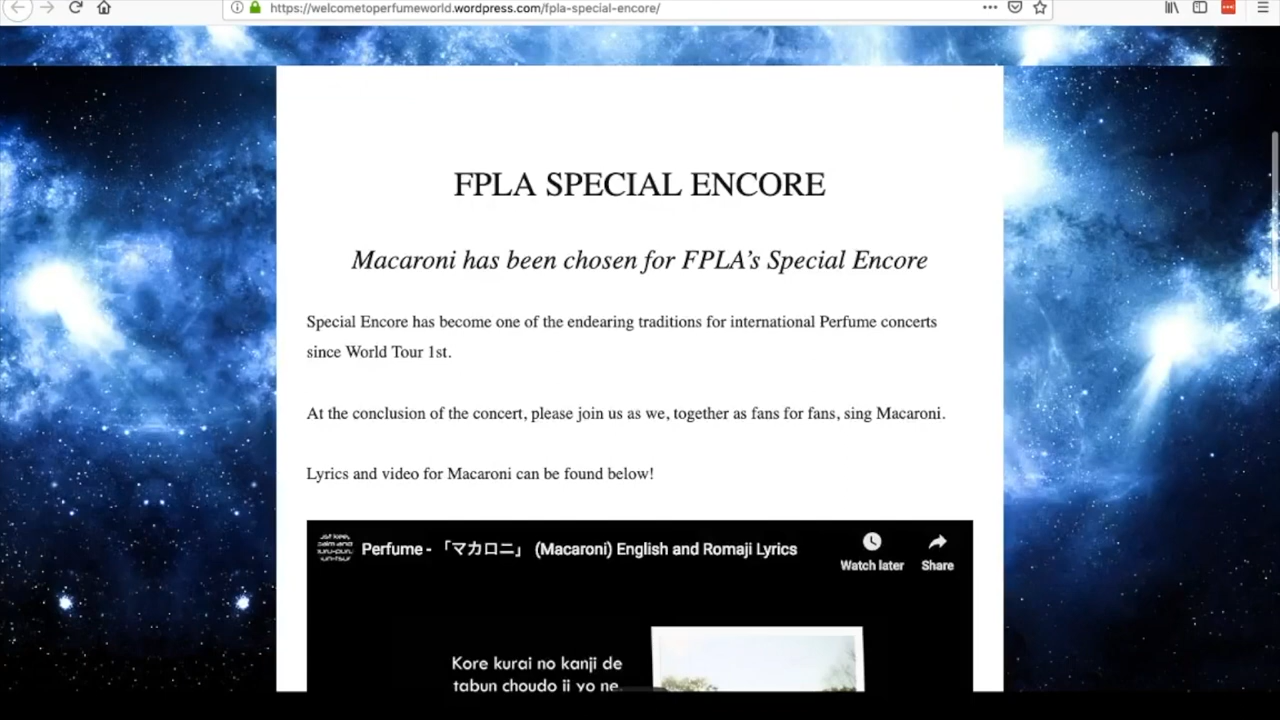 https://welcometoperfumeworld.wordpress.com/fpla-special-encore/
FPLA SPECIAL ENCORE
Macaroni has been chosen for FPLA’s Special Encore
Special Encore has become one of the endearing traditions for international Perfume concerts
since World Tour 1st.
At the conclusion of the concert, please join us as we, together as fans for fans, sing Macaroni.
Lyrics and video for Macaroni can be found below!
Perfume - 「マカロニ」 (Macaroni) English and Romaji Lyrics
Watch later
Share
Kore kurai no kanji de
tabun choudo ii yo ne